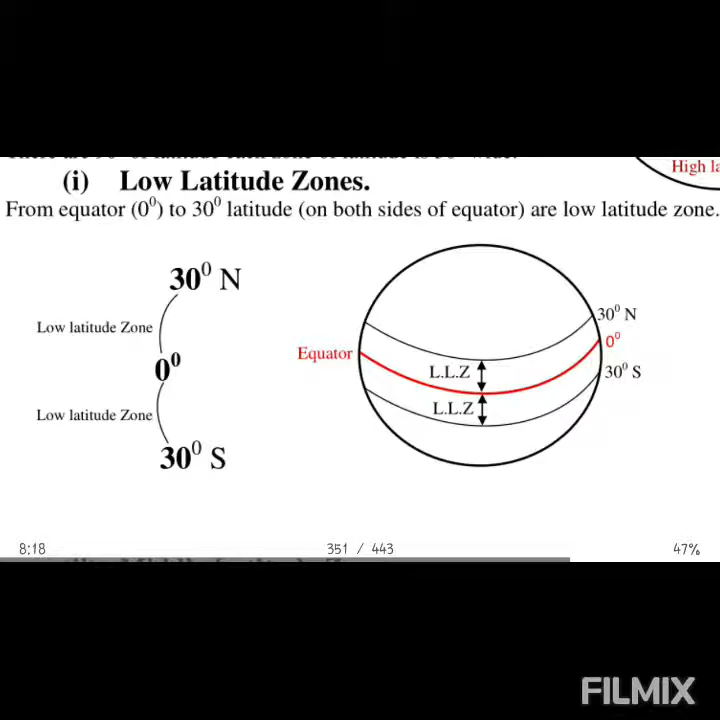 High la
(i) Low Latitude Zones.
From equator (0⁰) to 30⁰ latitude (on both sides of equator) are low latitude zone.
30⁰ N
Low latitude Zone
0⁰
Low latitude Zone
30⁰ S
30⁰ N
0⁰
Equator
L.L.Z
30⁰ S
L.L.Z
8:18
351 / 443
47%
FILMIX